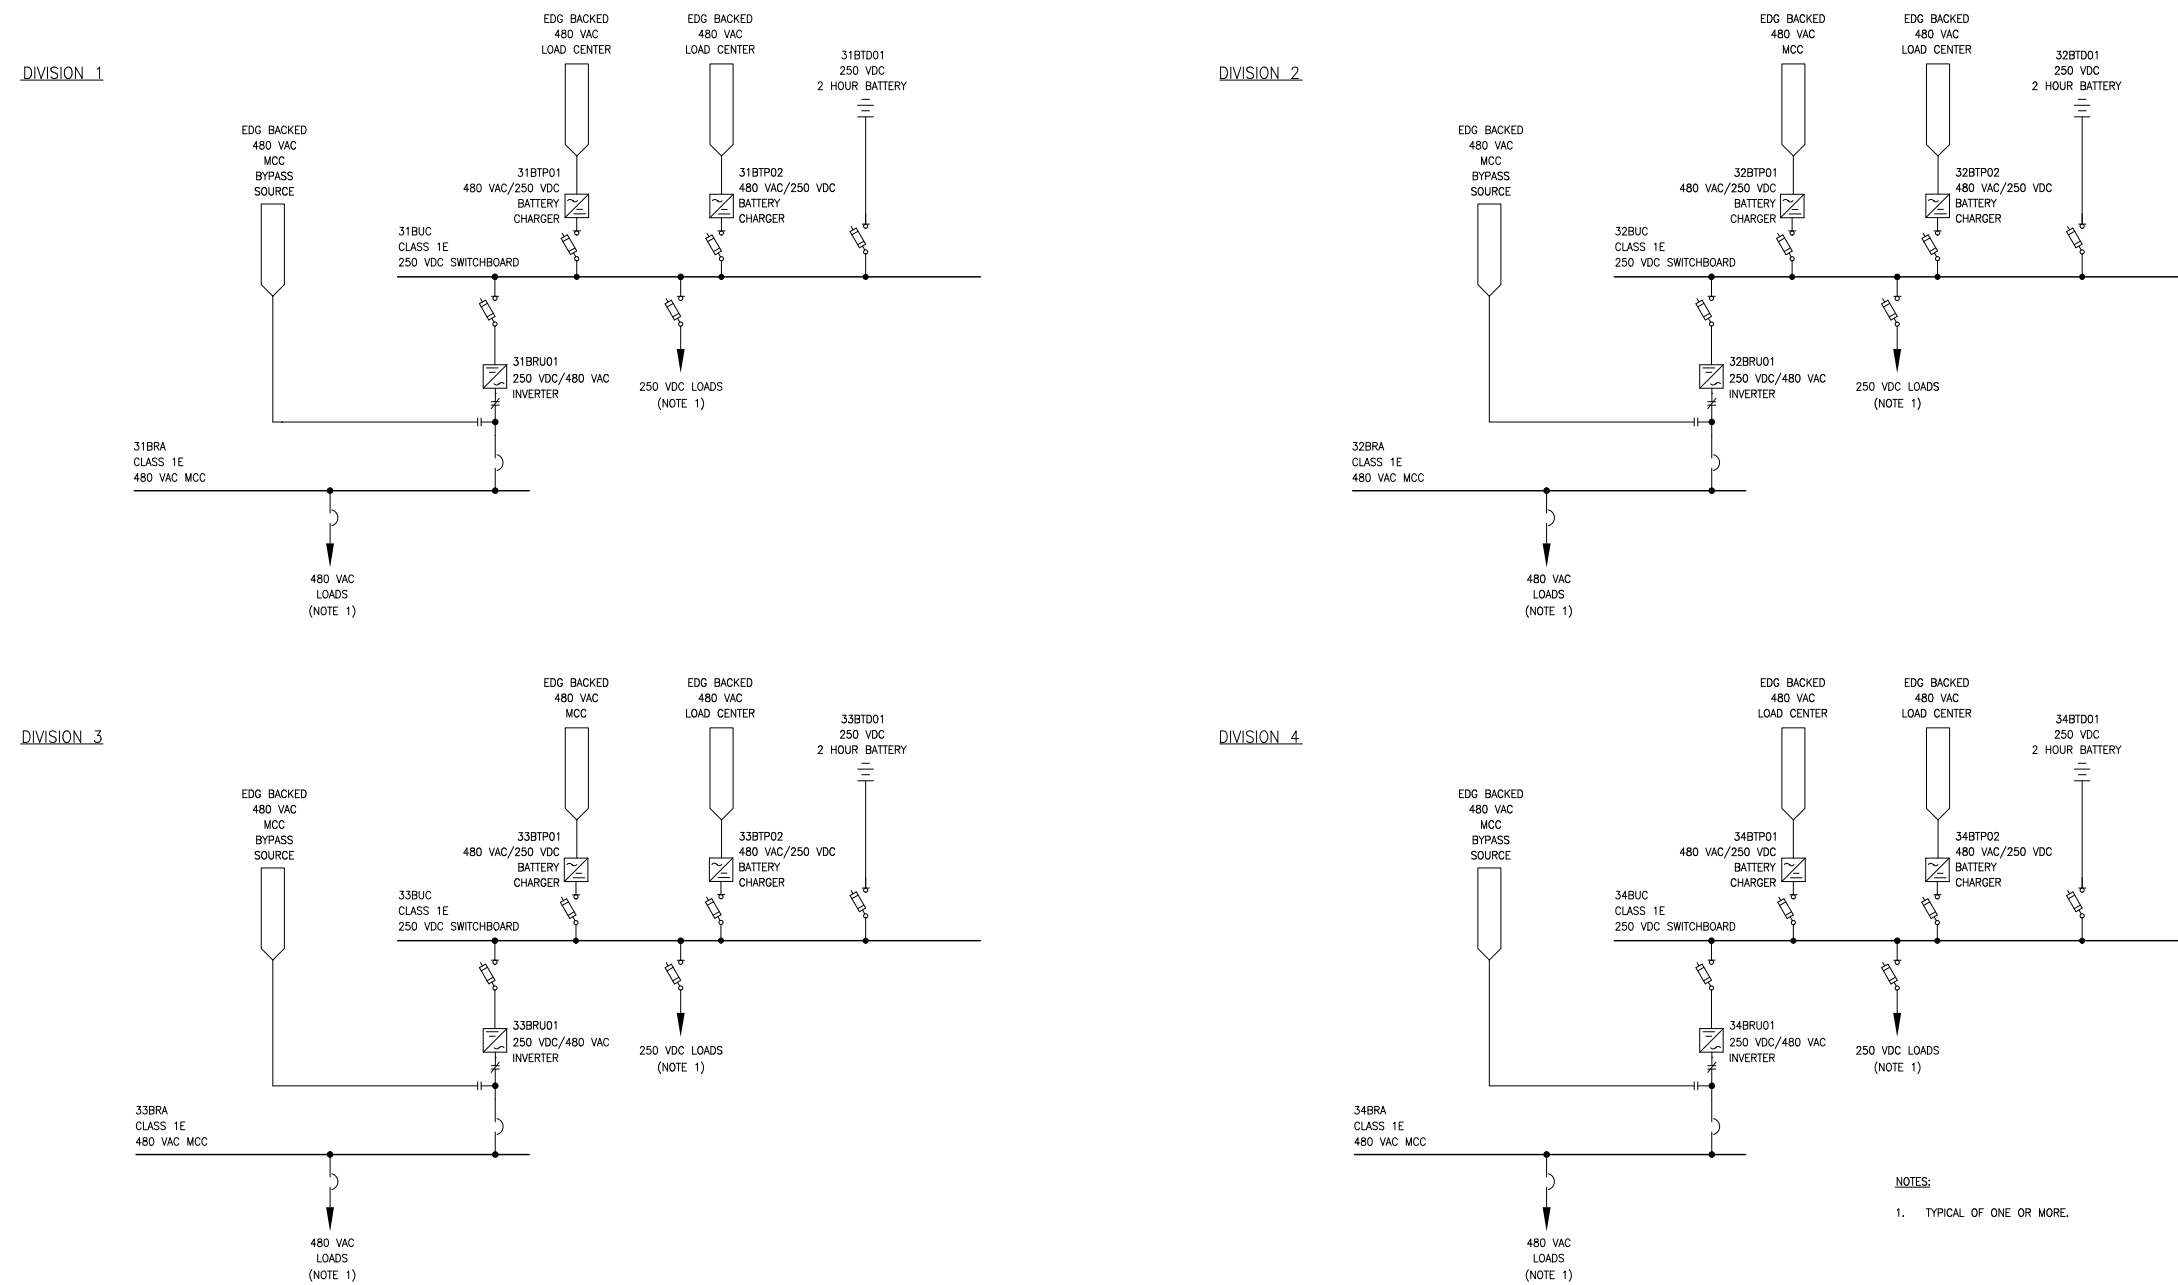 DIVISION 1
EDG BACKED
480 VAC
LOAD CENTER
EDG BACKED
480 VAC
LOAD CENTER
31BTD01
250 VDC
2 HOUR BATTERY
EDG BACKED
480 VAC
MCC
BYPASS
SOURCE
31BTP01
480 VAC/250 VDC
BATTERY
CHARGER
31BTP02
480 VAC/250 VDC
BATTERY
CHARGER
31BUC
CLASS 1E
250 VDC SWITCHBOARD
31BRU01
250 VDC/480 VAC
INVERTER
250 VDC LOADS
(NOTE 1)
31BRA
CLASS 1E
480 VAC MCC
480 VAC
LOADS
(NOTE 1)
DIVISION 2
EDG BACKED
480 VAC
MCC
EDG BACKED
480 VAC
LOAD CENTER
32BTD01
250 VDC
2 HOUR BATTERY
EDG BACKED
480 VAC
MCC
BYPASS
SOURCE
32BTP01
480 VAC/250 VDC
BATTERY
CHARGER
32BTP02
480 VAC/250 VDC
BATTERY
CHARGER
32BUC
CLASS 1E
250 VDC SWITCHBOARD
32BRU01
250 VDC/480 VAC
INVERTER
250 VDC LOADS
(NOTE 1)
32BRA
CLASS 1E
480 VAC MCC
480 VAC
LOADS
(NOTE 1)
DIVISION 3
EDG BACKED
480 VAC
MCC
EDG BACKED
480 VAC
LOAD CENTER
33BTD01
250 VDC
2 HOUR BATTERY
EDG BACKED
480 VAC
MCC
BYPASS
SOURCE
33BTP01
480 VAC/250 VDC
BATTERY
CHARGER
33BTP02
480 VAC/250 VDC
BATTERY
CHARGER
33BUC
CLASS 1E
250 VDC SWITCHBOARD
33BRU01
250 VDC/480 VAC
INVERTER
250 VDC LOADS
(NOTE 1)
33BRA
CLASS 1E
480 VAC MCC
480 VAC
LOADS
(NOTE 1)
DIVISION 4
EDG BACKED
480 VAC
LOAD CENTER
EDG BACKED
480 VAC
LOAD CENTER
34BTD01
250 VDC
2 HOUR BATTERY
EDG BACKED
480 VAC
MCC
BYPASS
SOURCE
34BTP01
480 VAC/250 VDC
BATTERY
CHARGER
34BTP02
480 VAC/250 VDC
BATTERY
CHARGER
34BUC
CLASS 1E
250 VDC SWITCHBOARD
34BRU01
250 VDC/480 VAC
INVERTER
250 VDC LOADS
(NOTE 1)
34BRA
CLASS 1E
480 VAC MCC
480 VAC
LOADS
(NOTE 1)
NOTES:
1. TYPICAL OF ONE OR MORE.